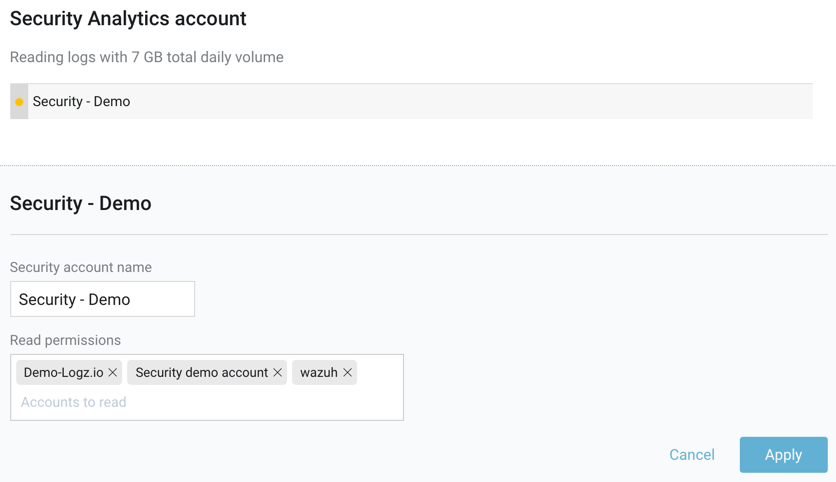 Security Analytics account
Reading logs with 7 GB total daily volume
Security - Demo
Security - Demo
Security account name
Security - Demo
Read permissions
Demo-Logz.io × Security demo account × wazuh ×
Accounts to read
Cancel Apply